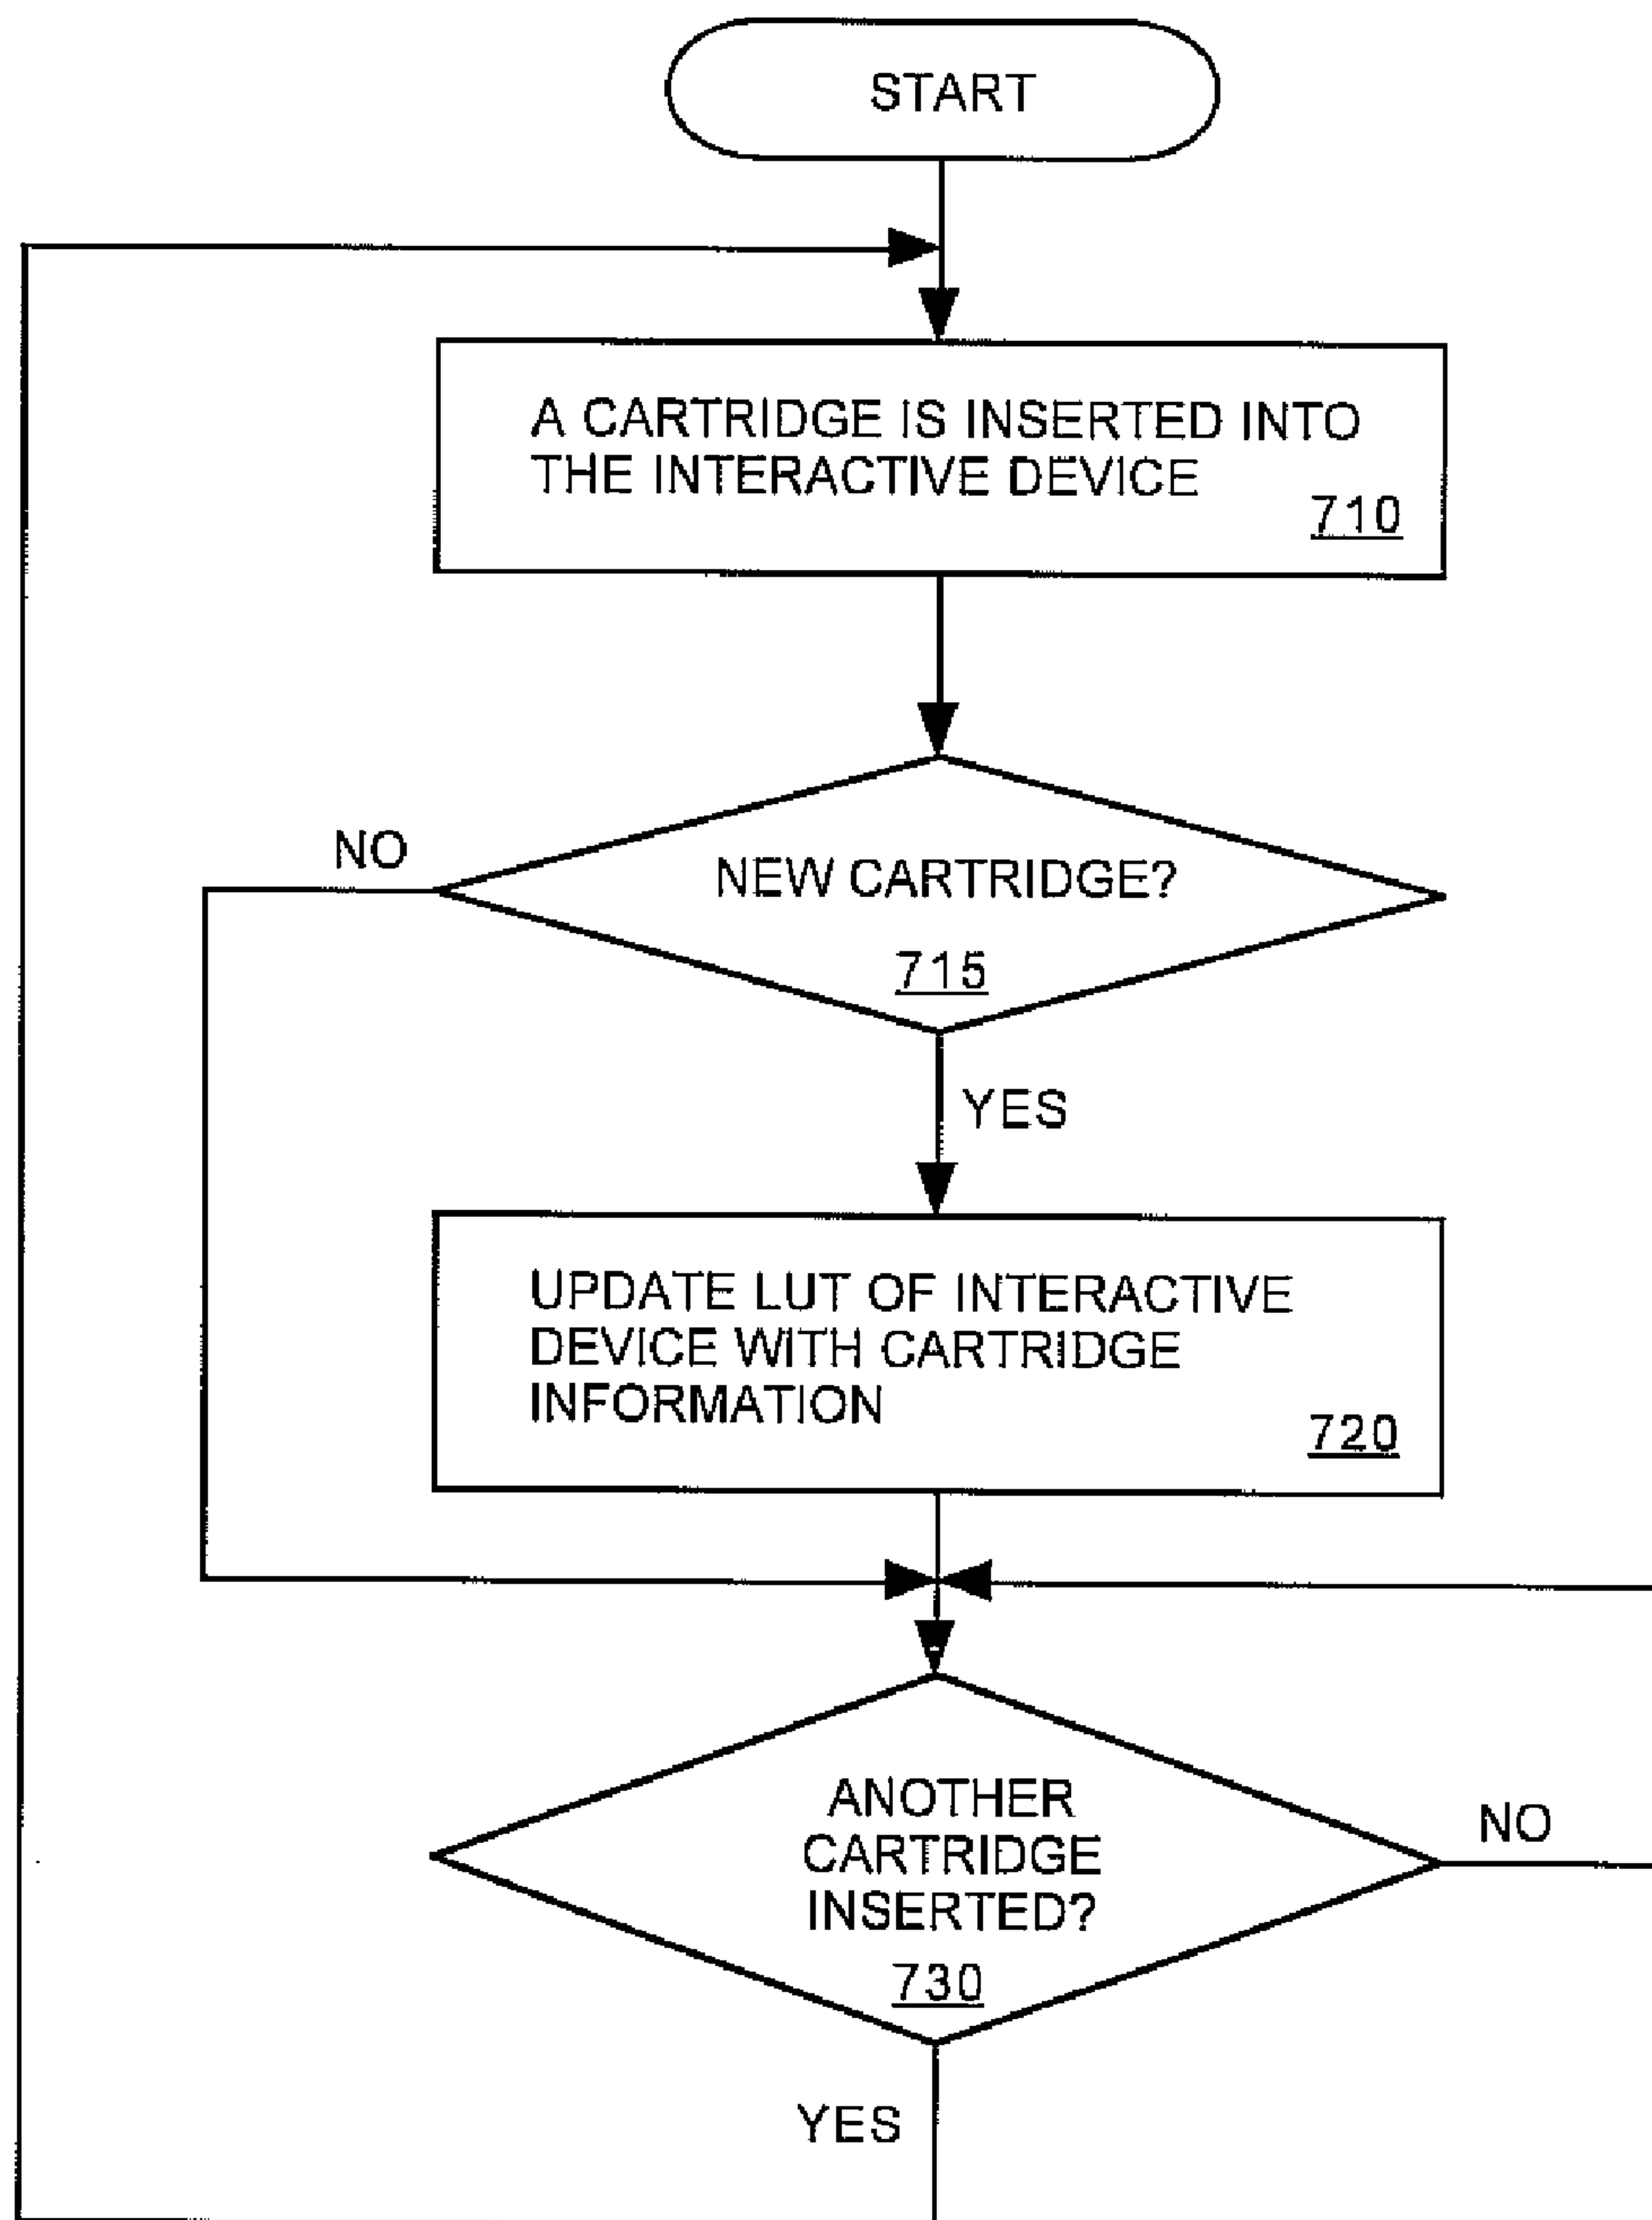 START
A CARTRIDGE IS INSERTED INTO
THE INTERACTIVE DEVICE
710
NO
NEW CARTRIDGE?
715
YES
UPDATE LUT OF INTERACTIVE
DEVICE WITH CARTRIDGE
INFORMATION
720
ANOTHER
CARTRIDGE
INSERTED?
NO
730
YES